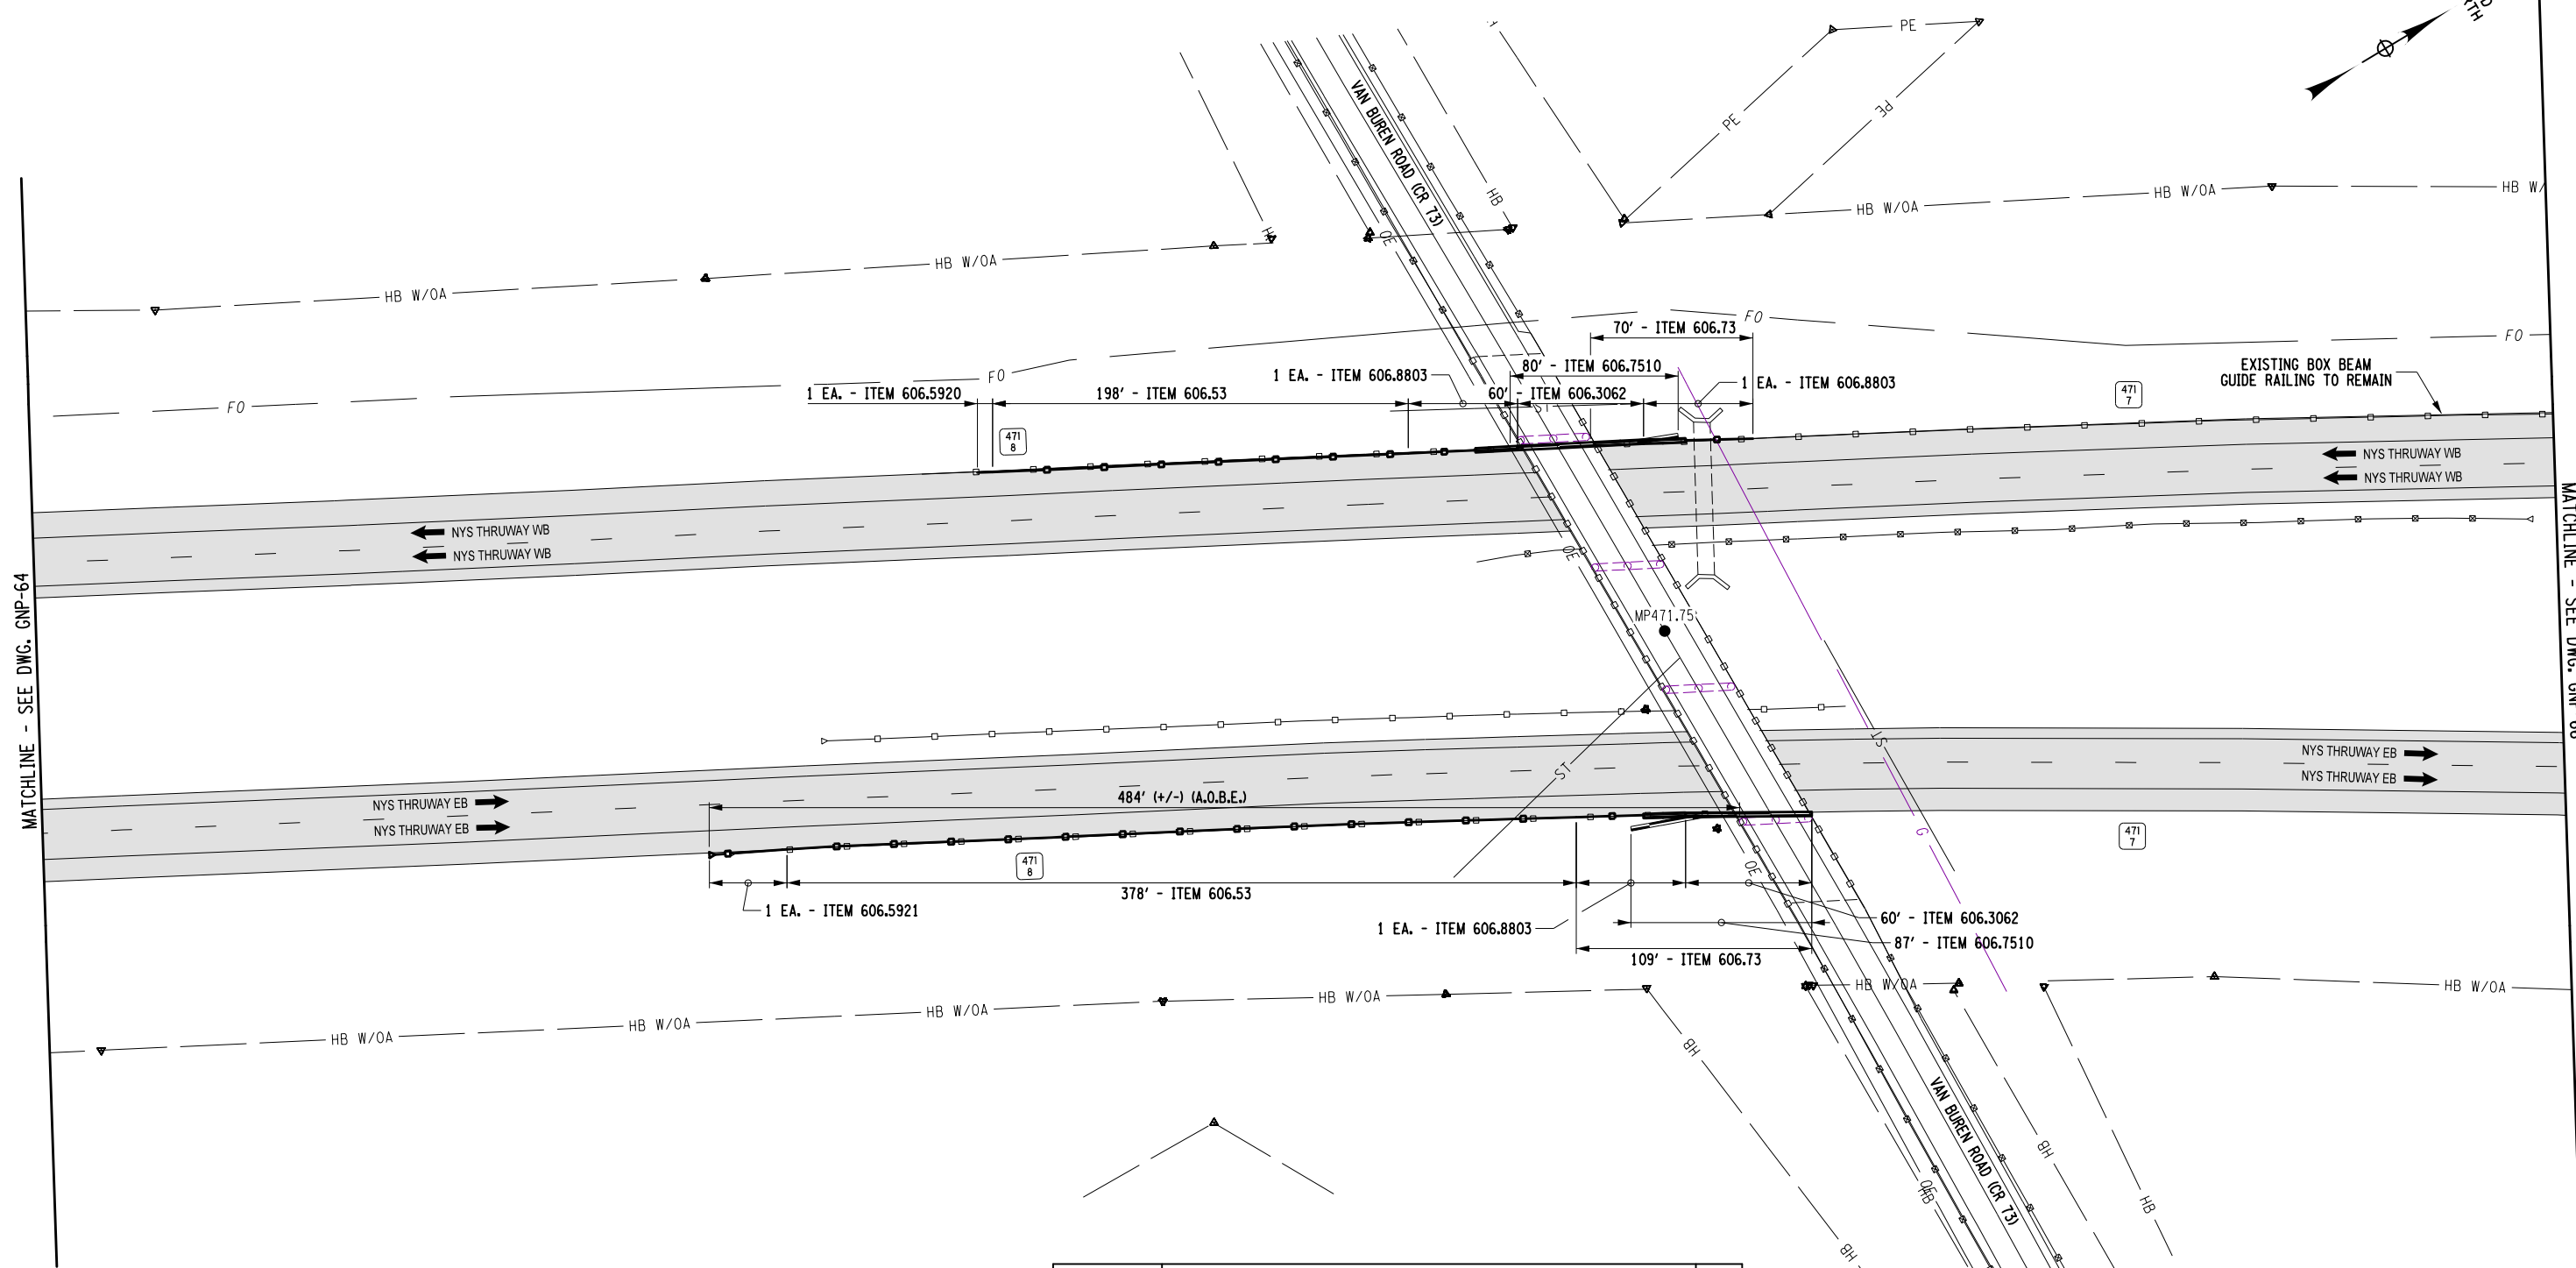 PE
PE
PE
TH
VAN BUREN ROAD (CR 73)
HB
OE
HB W/OA
HB W/OA
HB W/
HB W/OA
HB W/OA
FO
FO
FO
FO
70' - ITEM 606.73
80' - ITEM 606.7510
1 EA. - ITEM 606.8803
1 EA. - ITEM 606.8803
1 EA. - ITEM 606.5920
198' - ITEM 606.53
60' - ITEM 606.3062
EXISTING BOX BEAM
GUIDE RAILING TO REMAIN
471
7
471
8
NYS THRUWAY WB
NYS THRUWAY WB
NYS THRUWAY WB
NYS THRUWAY WB
OE
MP471.75
MATCHLINE - SEE DWG. GNP-64
MATCHLINE - SEE DWG. GNP
ST
ST
G
NYS THRUWAY EB
NYS THRUWAY EB
NYS THRUWAY EB
NYS THRUWAY EB
484' (+/-) (A.O.B.E.)
471
7
471
8
OE
378' - ITEM 606.53
1 EA. - ITEM 606.5921
1 EA. - ITEM 606.8803
60' - ITEM 606.3062
87' - ITEM 606.7510
109' - ITEM 606.73
HB W/OA
HB W/OA
HB W/OA
HB W/OA
HB W/OA
HB W/OA
HB
VAN BUREN ROAD (CR 73)
HB
HB
OE
HB
HB